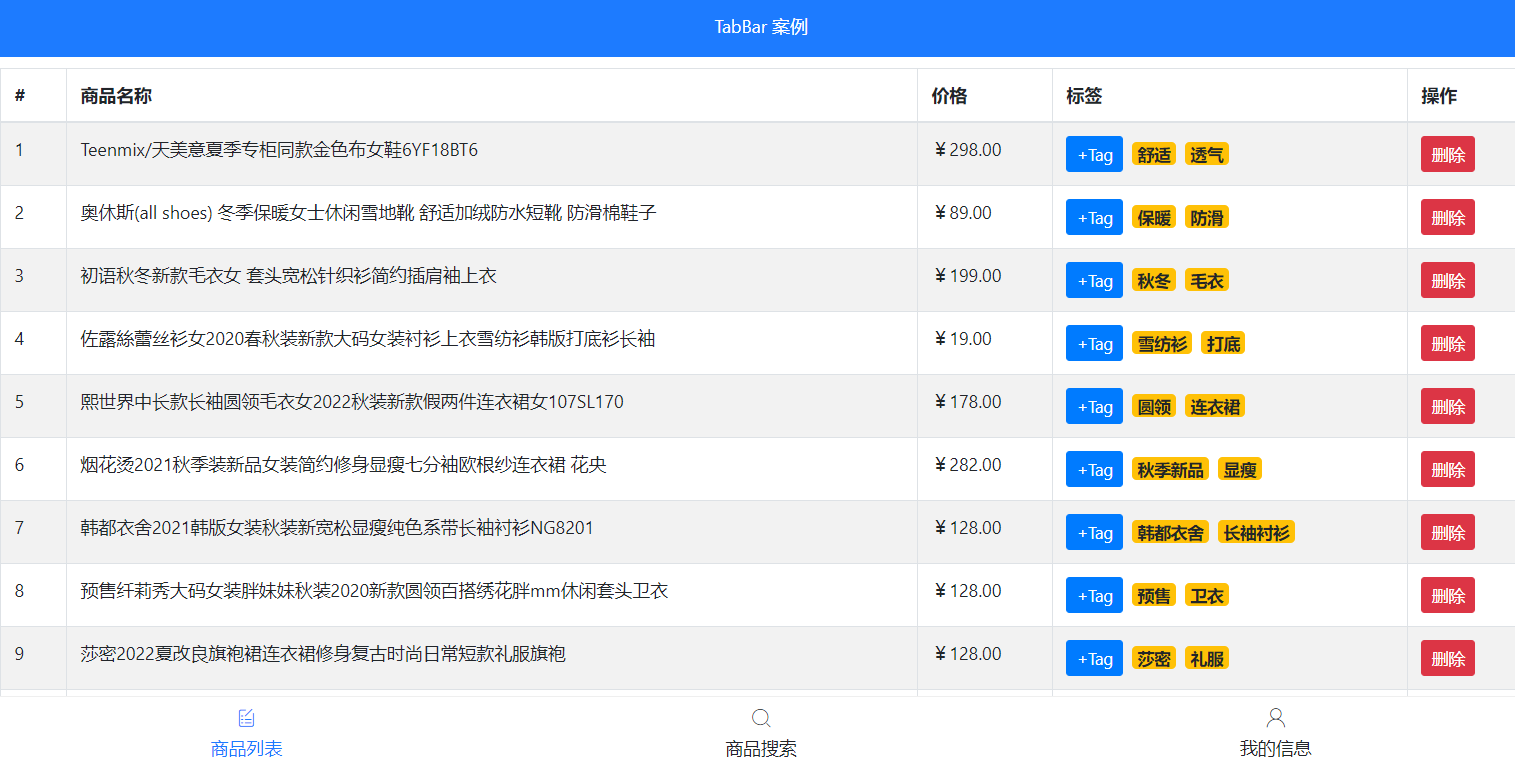 TabBar 案例
# 商品名称 价格 标签 操作
1 Teenmix/天美意夏季专柜同款金色布女鞋6YF18BT6 ¥298.00 +Tag 舒适 透气 删除
2 奥休斯(all shoes) 冬季保暖女士休闲雪地靴 舒适加绒防水短靴 防滑棉鞋子 ¥89.00 +Tag 保暖 防滑 删除
3 初语秋冬新款毛衣女 套头宽松针织衫简约插肩袖上衣 ¥199.00 +Tag 秋冬 毛衣 删除
4 佐露絲蕾丝衫女2020春秋装新款大码女装衬衫上衣雪纺衫韩版打底衫长袖 ¥19.00 +Tag 雪纺衫 打底 删除
5 熙世界中长款长袖圆领毛衣女2022秋装新款假两件连衣裙女107SL170 ¥178.00 +Tag 圆领 连衣裙 删除
6 烟花烫2021秋季装新品女装简约修身显瘦七分袖欧根纱连衣裙 花央 ¥282.00 +Tag 秋季新品 显瘦 删除
7 韩都衣舍2021韩版女装秋装新宽松显瘦纯色系带长袖衬衫NG8201 ¥128.00 +Tag 韩都衣舍 长袖衬衫 删除
8 预售纤莉秀大码女装胖妹妹秋装2020新款圆领百搭绣花胖mm休闲套头卫衣 ¥128.00 +Tag 预售 卫衣 删除
9 莎密2022夏改良旗袍裙连衣裙修身复古时尚日常短款礼服旗袍 ¥128.00 +Tag 莎密 礼服 删除
商品列表 商品搜索 我的信息